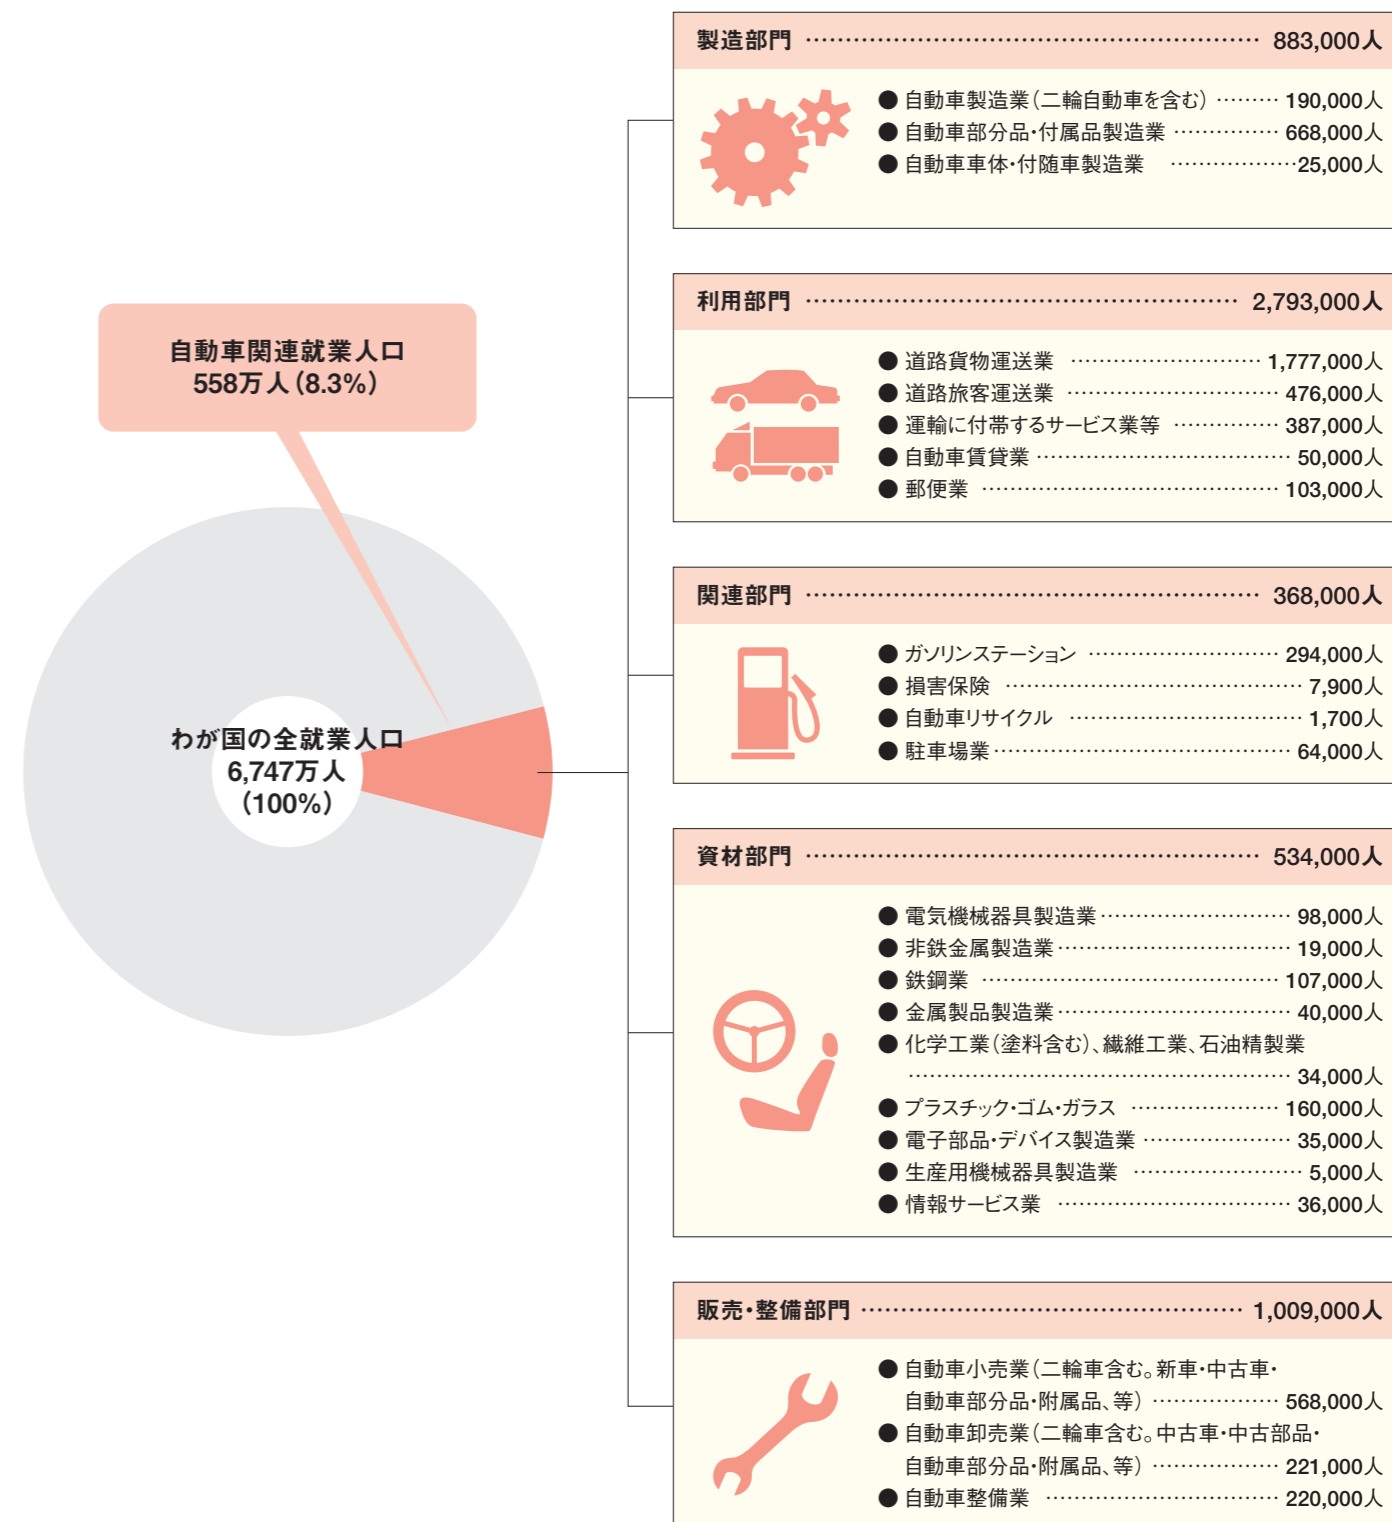 製造部門 ………………………………………………… 883,000人
● 自動車製造業(二輪自動車を含む) ……… 190,000人
● 自動車部分品・付属品製造業 …………… 668,000人
● 自動車車体・付随車製造業 ………………25,000人
利用部門 ……………………………………………… 2,793,000人
● 道路貨物運送業 ……………………… 1,777,000人
● 道路旅客運送業 ……………………… 476,000人
● 運輸に付帯するサービス業等 …………… 387,000人
● 自動車賃貸業 …………………………… 50,000人
● 郵便業 ………………………………… 103,000人
自動車関連就業人口
558万人(8.3%)
わが国の全就業人口
6,747万人
(100%)
関連部門 ………………………………………………… 368,000人
● ガソリンステーション ……………………… 294,000人
● 損害保険 ………………………………… 7,900人
● 自動車リサイクル ………………………… 1,700人
● 駐車場業 ……………………………… 64,000人
資材部門 ………………………………………………… 534,000人
● 電気機械器具製造業 ……………………… 98,000人
● 非鉄金属製造業 ………………………… 19,000人
● 鉄鋼業 ………………………………… 107,000人
● 金属製品製造業 ………………………… 40,000人
● 化学工業(塗料含む)、繊維工業、石油精製業
………………………………………… 34,000人
● プラスチック・ゴム・ガラス ……………… 160,000人
● 電子部品・デバイス製造業 ………………… 35,000人
● 生産用機械器具製造業 ………………… 5,000人
● 情報サービス業 ………………………… 36,000人
販売・整備部門 ………………………………………… 1,009,000人
● 自動車小売業(二輪車含む。新車・中古車・
自動車部分品・附属品、等) ……………… 568,000人
● 自動車卸売業(二輪車含む。中古車・中古部品・
自動車部分品・附属品、等) ……………… 221,000人
● 自動車整備業 ………………………… 220,000人